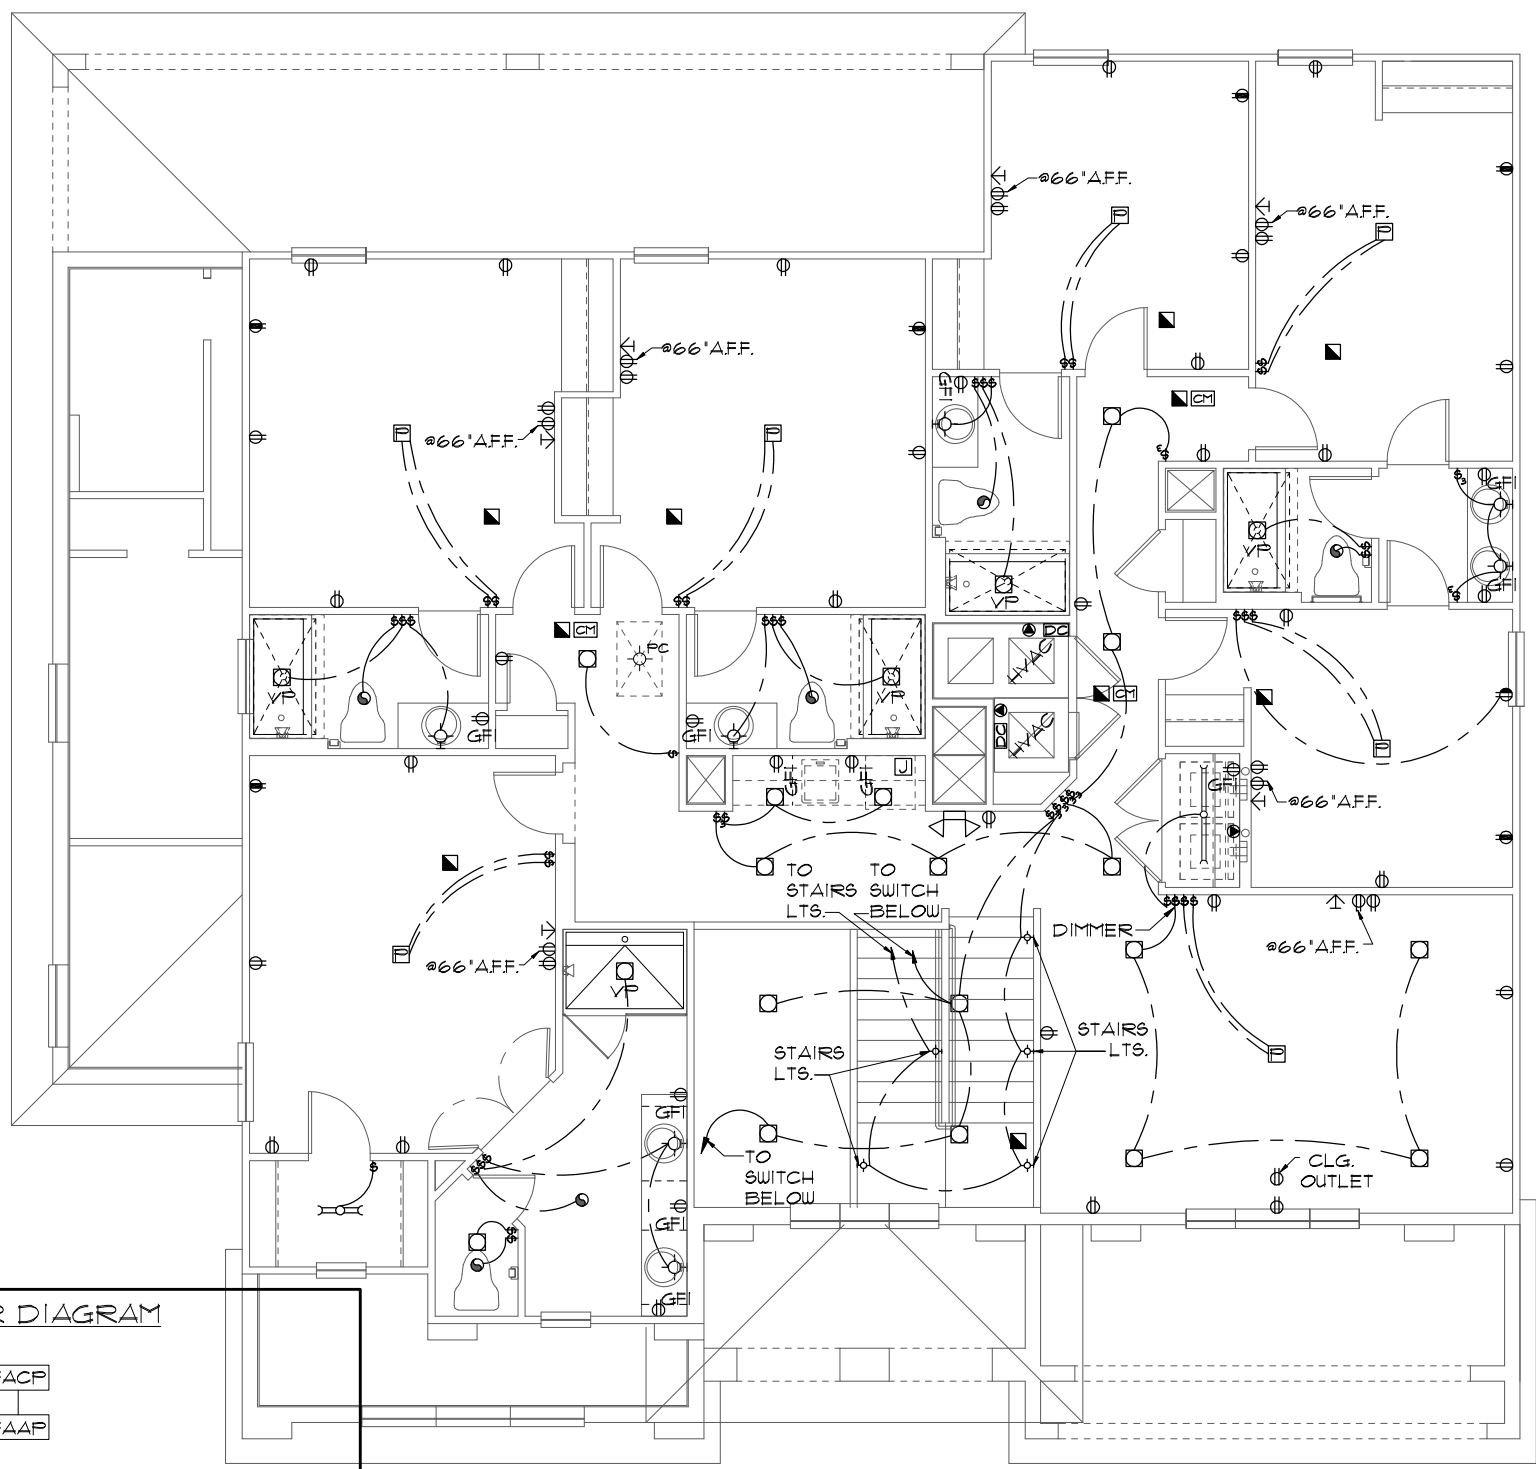 @66"A.F.F.
@66"A.F.F.
@66"A.F.F.
@66"A.F.F.
GFI
CM
GFI
VP
VP
GFI
CM
PC
DC
HVAC
VP
VP
GFI
GFI
CM
DC
HVAC
GFI
GFI
J
GFI
@66"A.F.F.
TO
STAIRS
LTS.
TO
SWITCH
BELOW
DIMMER
@66"A.F.F.
@66"A.F.F.
VP
STAIRS
LTS.
STAIRS
LTS.
GFI
TO
SWITCH
BELOW
CLG.
OUTLET
GFI
GFI
R DIAGRAM
FACP
FAAP